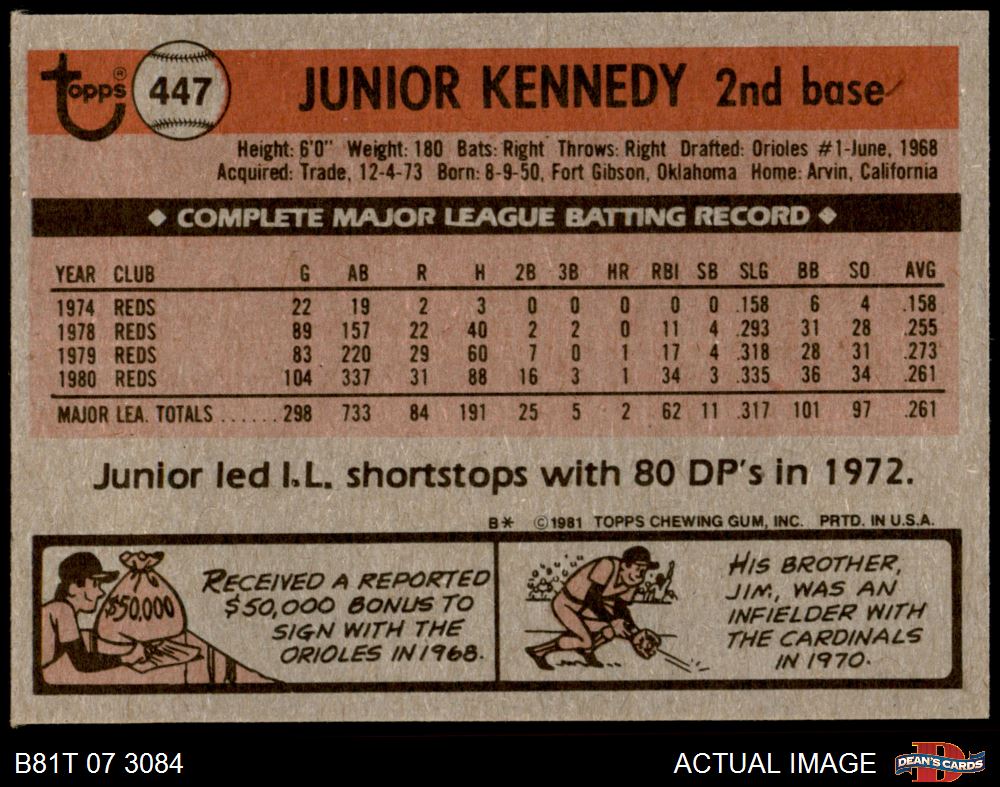 Topps® 447 JUNIOR KENNEDY 2nd base
Height: 6'0" Weight: 180 Bats: Right Throws: Right Drafted: Orioles #1-June, 1968
Acquired: Trade, 12-4-73 Born: 8-9-50, Fort Gibson, Oklahoma Home: Arvin, California
◆ COMPLETE MAJOR LEAGUE BATTING RECORD ◆
YEAR CLUB G AB R H 2B 3B HR RBI SB SLG BB SO AVG
1974 REDS 22 19 2 3 0 0 0 0 0 .158 6 4 .158
1978 REDS 89 157 22 40 2 2 0 11 4 .293 31 28 .255
1979 REDS 83 220 29 60 7 0 1 17 4 .318 28 31 .273
1980 REDS 104 337 31 88 16 3 1 34 3 .335 36 34 .261
MAJOR LEA. TOTALS ......298 733 84 191 25 5 2 62 11 .317 101 97 .261
Junior led I.L. shortstops with 80 DP's in 1972.
B* ©1981 TOPPS CHEWING GUM, INC. PRTD. IN U.S.A.
$50,000
RECEIVED A REPORTED
$50,000 BONUS TO
SIGN WITH THE
ORIOLES IN 1968.
HIS BROTHER,
JIM, WAS AN
INFIELDER WITH
THE CARDINALS
IN 1970.
B81T 07 3084 ACTUAL IMAGE DEAN'S CARDS